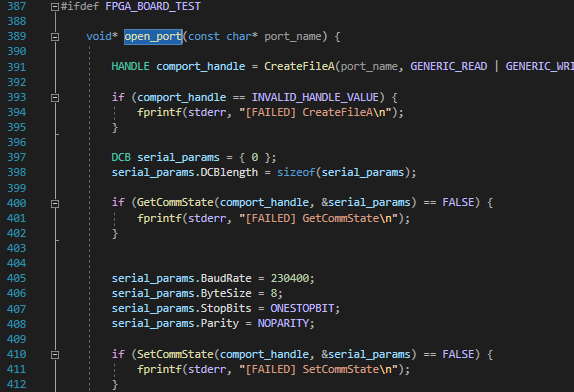 387 #ifdef FPGA_BOARD_TEST
388
389 void* open_port(const char* port_name) {
390
391 HANDLE comport_handle = CreateFileA(port_name, GENERIC_READ | GENERIC_WRI
392
393 if (comport_handle == INVALID_HANDLE_VALUE) {
394 fprintf(stderr, "[FAILED] CreateFileA\n");
395 }
396
397 DCB serial_params = { 0 };
398 serial_params.DCBlength = sizeof(serial_params);
399
400 if (GetCommState(comport_handle, &serial_params) == FALSE) {
401 fprintf(stderr, "[FAILED] GetCommState\n");
402 }
403
404
405 serial_params.BaudRate = 230400;
406 serial_params.ByteSize = 8;
407 serial_params.StopBits = ONESTOPBIT;
408 serial_params.Parity = NOPARITY;
409
410 if (SetCommState(comport_handle, &serial_params) == FALSE) {
411 fprintf(stderr, "[FAILED] SetCommState\n");
412 }